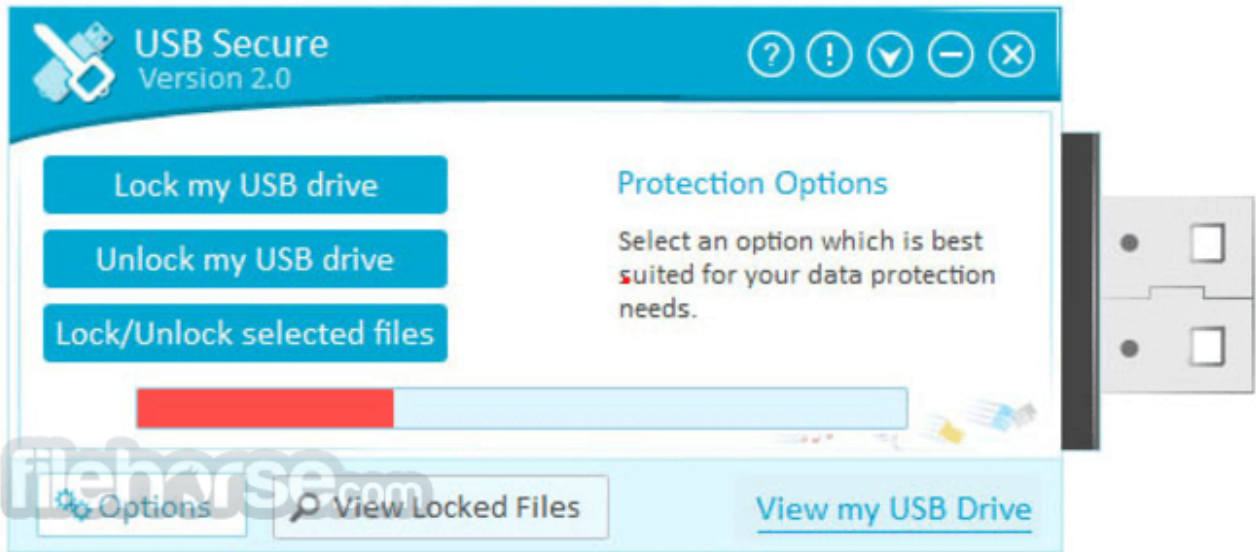 USB Secure
Version 2.0
? !
Lock my USB drive
Unlock my USB drive
Lock/Unlock selected files
Protection Options
Select an option which is best
suited for your data protection
needs.
filehorse.com
Options
View Locked Files
View my USB Drive